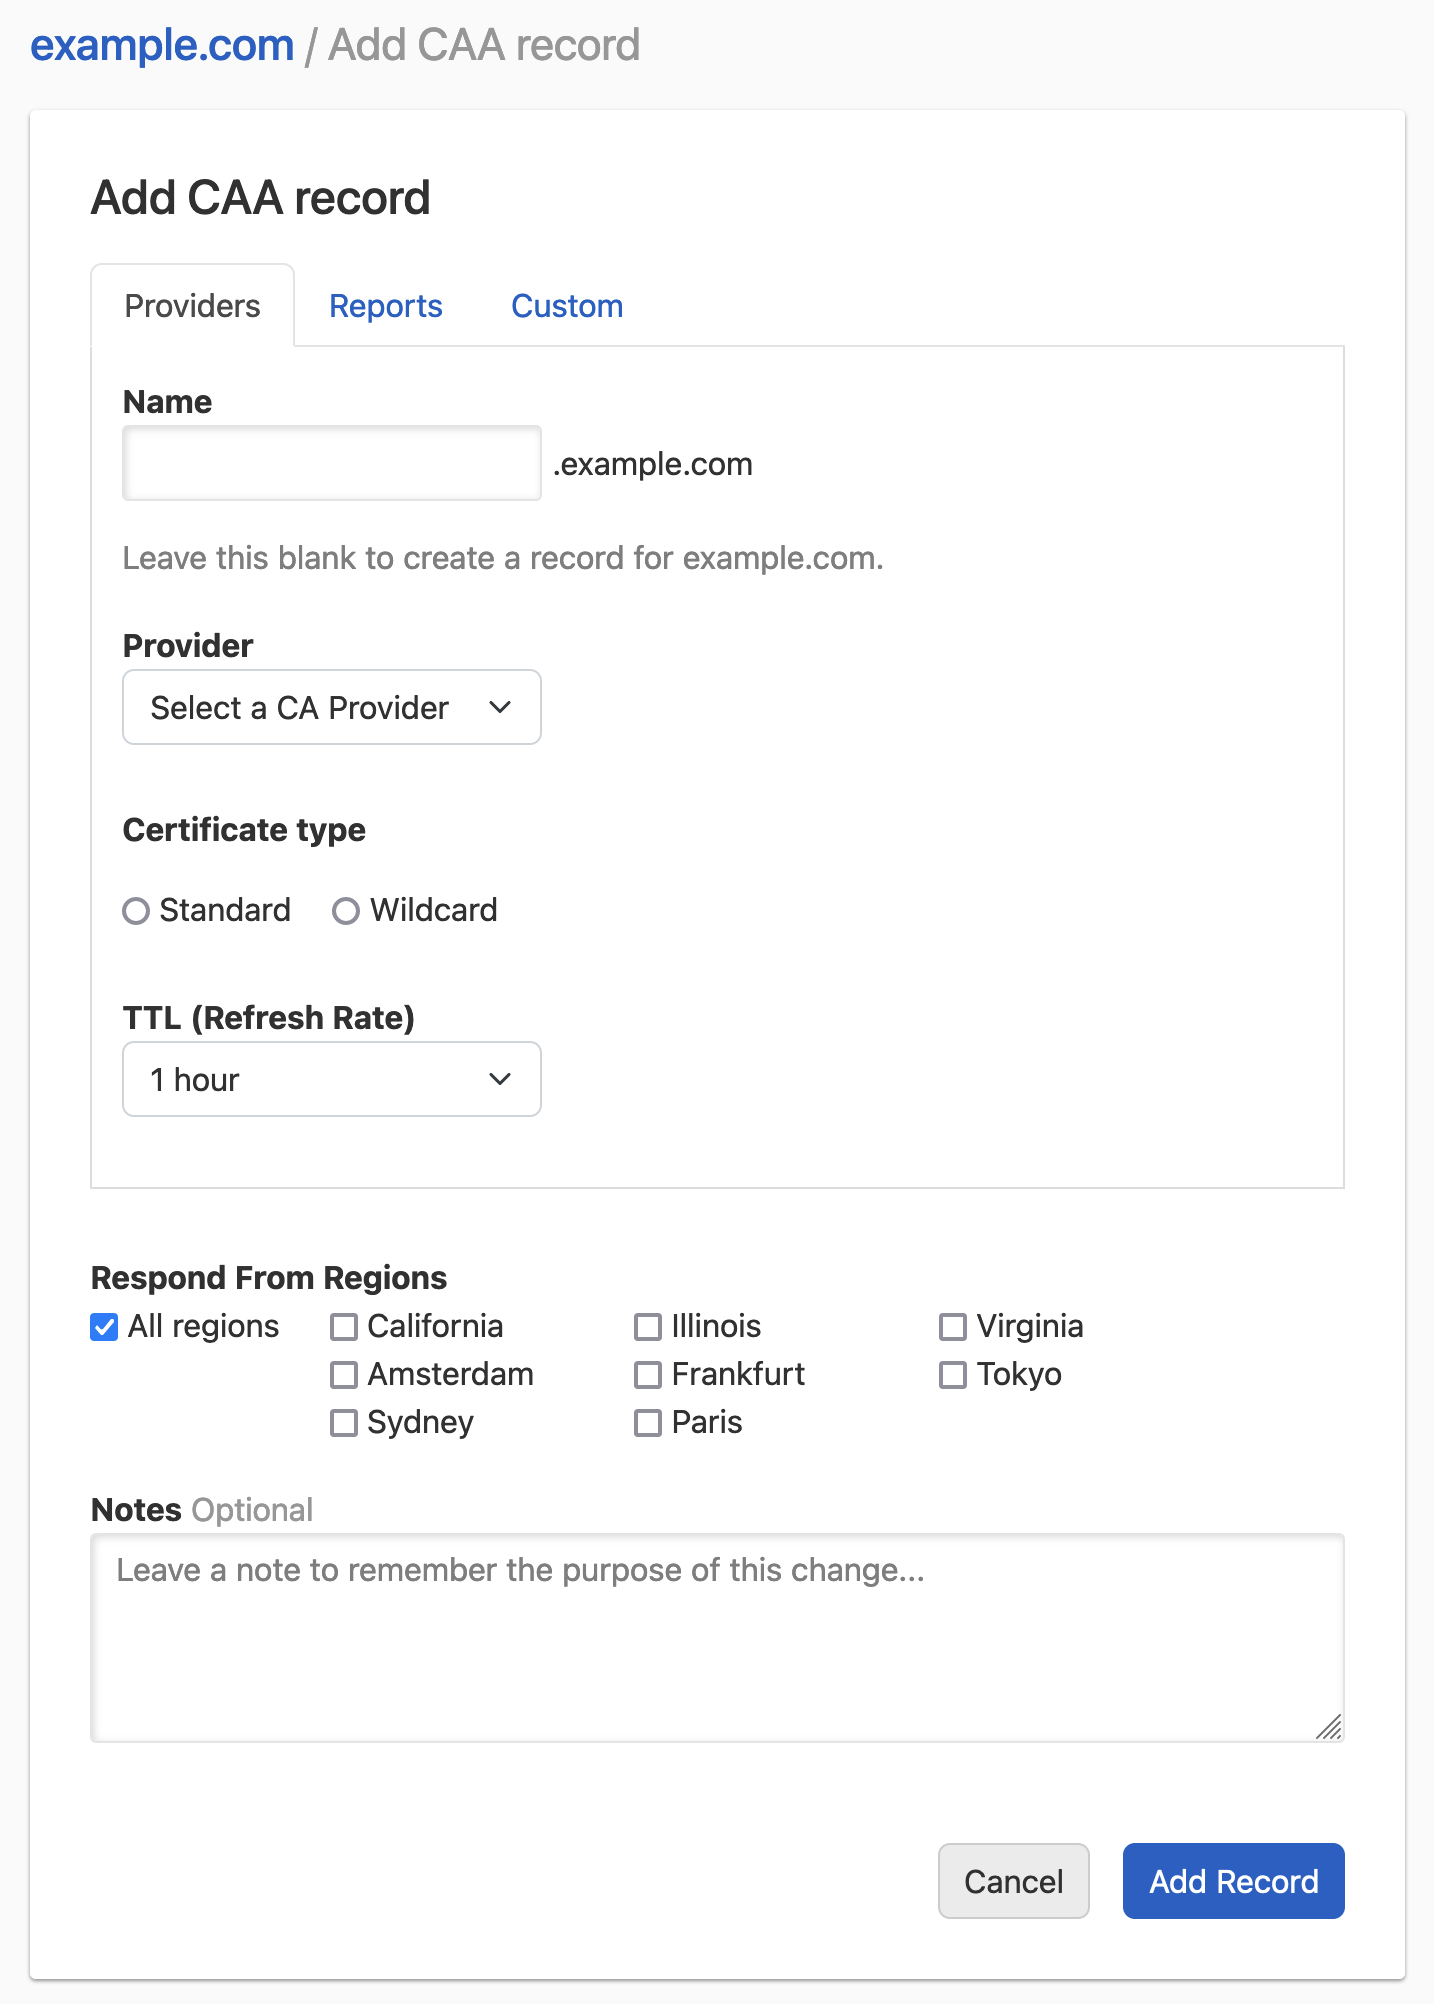 example.com / Add CAA record
Add CAA record
Providers Reports Custom
Name
.example.com
Leave this blank to create a record for example.com.
Provider
Select a CA Provider
Certificate type
Standard Wildcard
TTL (Refresh Rate)
1 hour
Respond From Regions
All regions California Illinois Virginia
Amsterdam Frankfurt Tokyo
Sydney Paris
Notes Optional
Leave a note to remember the purpose of this change...
Cancel Add Record